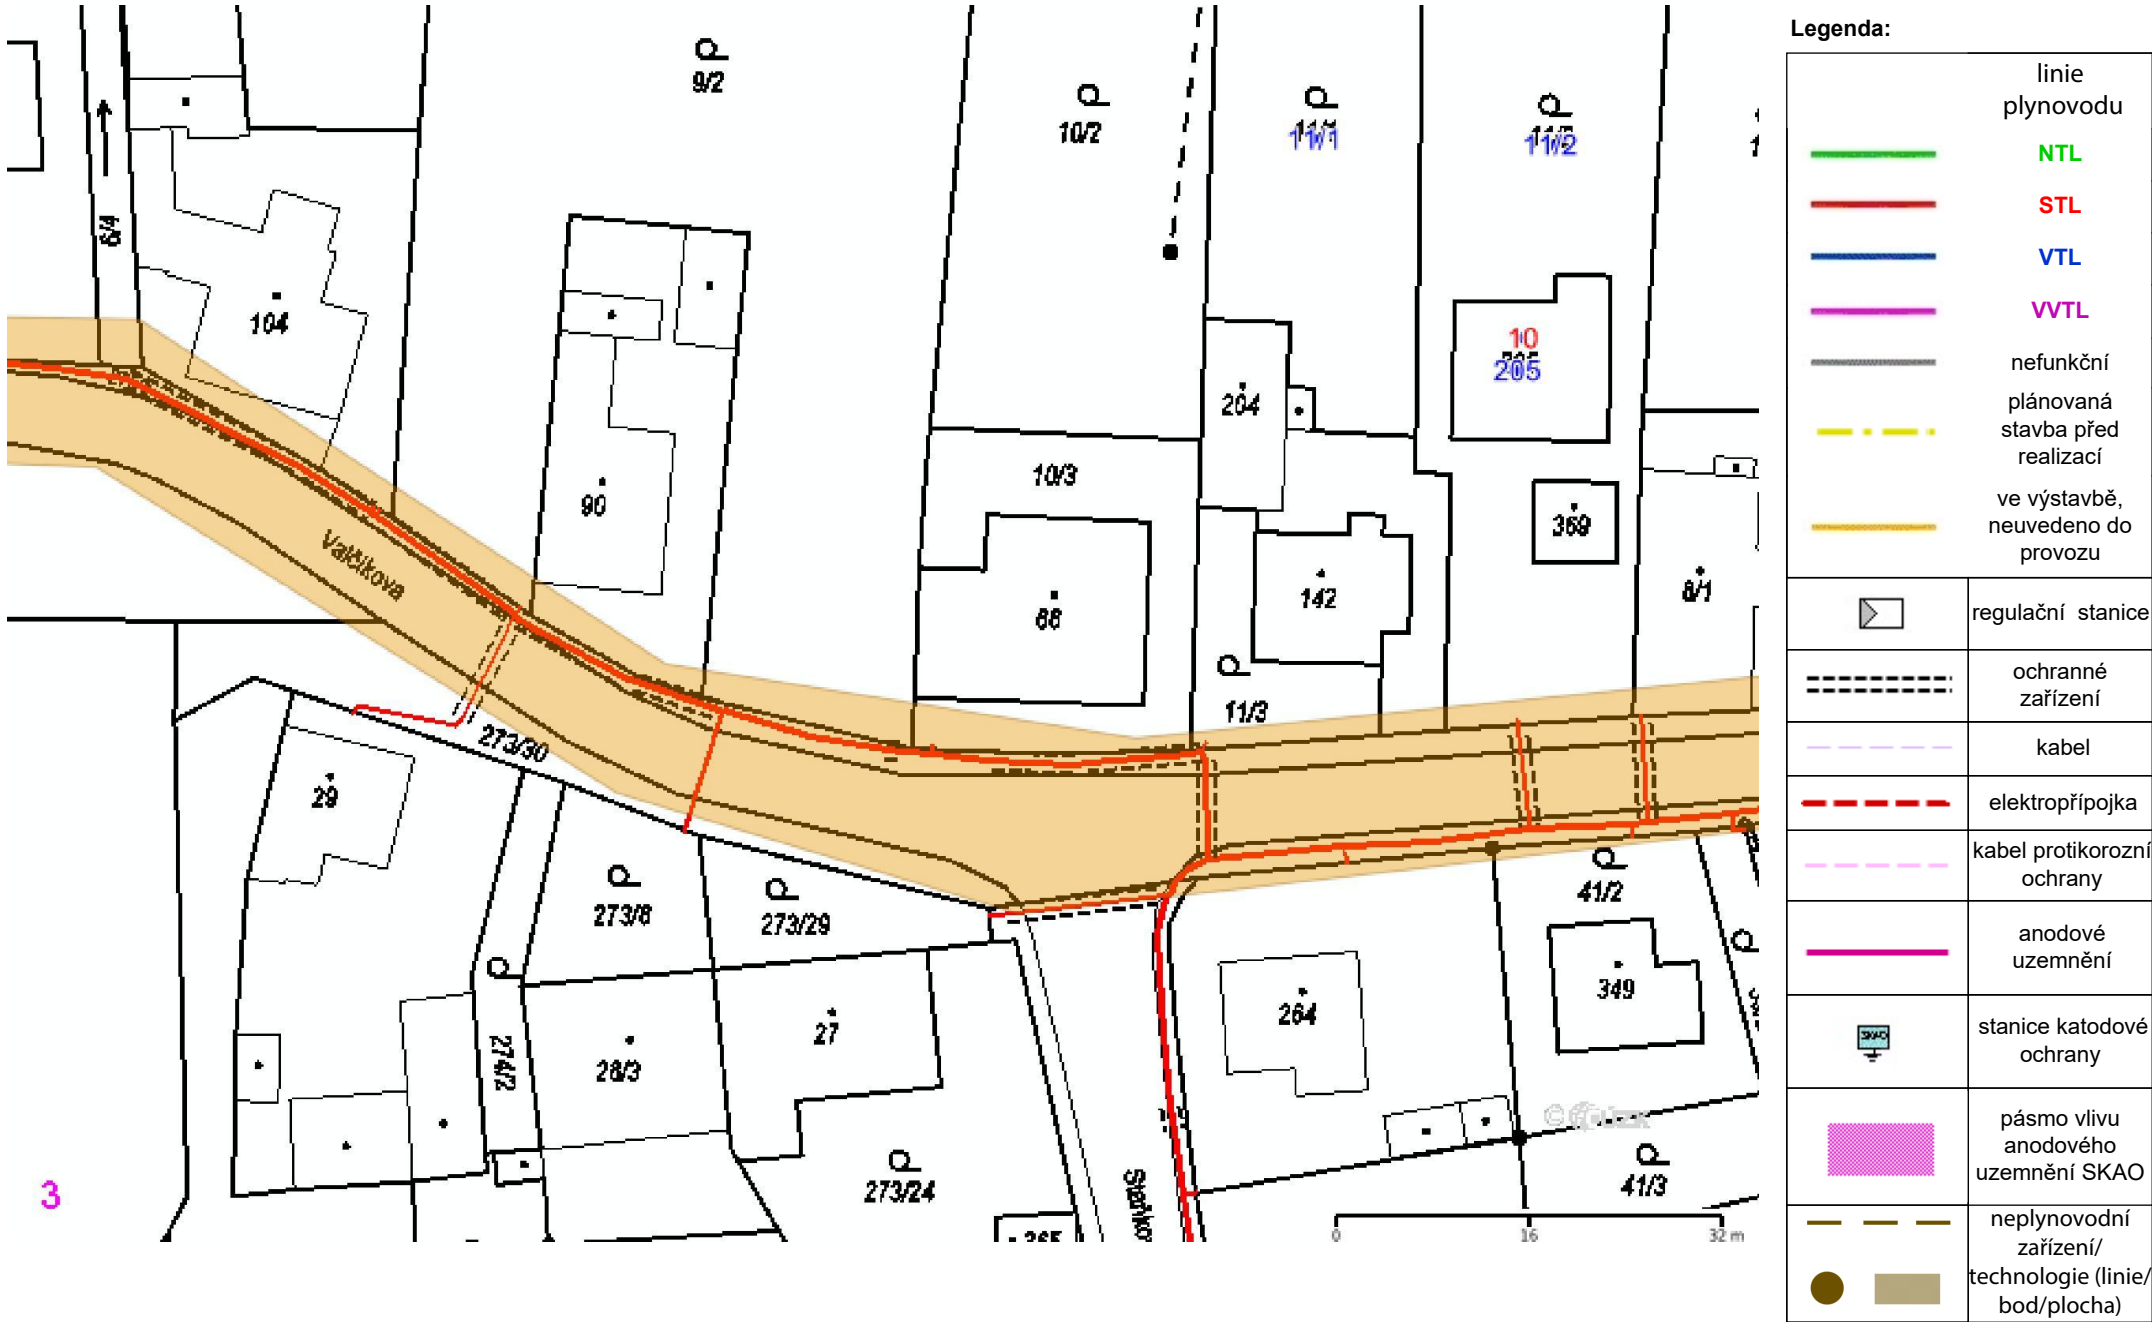 Legenda:
linie
plynovodu
NTL
STL
VTL
VVTL
nefunkční
plánovaná
stavba před
realizací
ve výstavbě,
neuvedeno do
provozu
regulační stanice
ochranné
zařízení
kabel
elektropřípojka
kabel protikorozní
ochrany
anodové
uzemnění
SKAO
stanice katodové
ochrany
pásmo vlivu
anodového
uzemnění SKAO
neplynovodní
zařízení/
technologie (linie/
bod/plocha)
9/2
10/2
11/1
11/2
6/4
104
10
205
204
10/3
90
369
Valčíkova
142
8/1
88
11/3
273/30
29
273/8
273/29
41/2
349
264
27
28/3
274/2
273/24
41/3
3
265
0 16 32 m